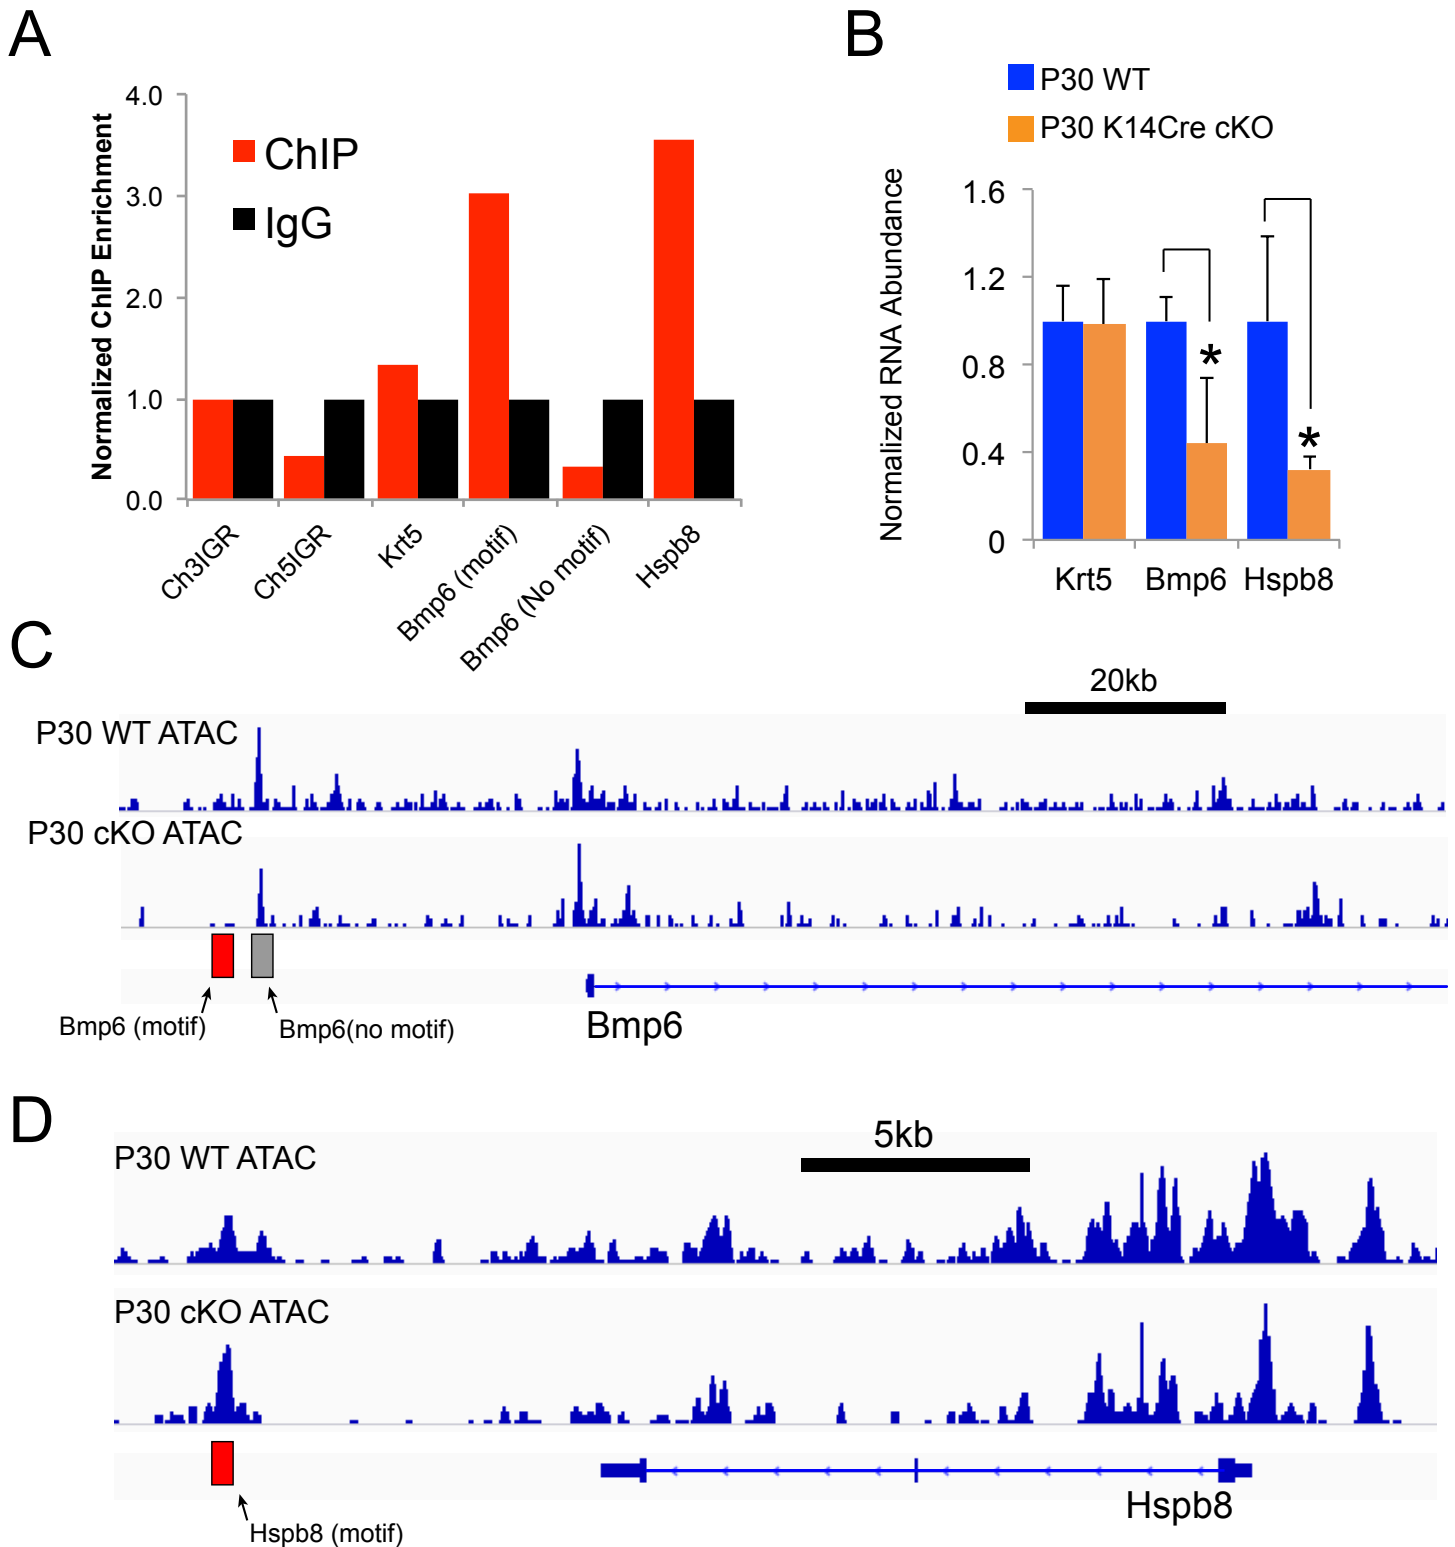 A
Normalized ChIP Enrichment
4.0
3.0
2.0
1.0
0.0
ChIP
IgG
Ch3IGR
Ch5IGR
Krt5
Bmp6 (motif)
Bmp6 (No motif)
Hspb8
B
P30 WT
P30 K14Cre cKO
Normalized RNA Abundance
1.6
1.2
0.8
0.4
0
*
*
Krt5
Bmp6
Hspb8
C
20kb
P30 WT ATAC
P30 cKO ATAC
Bmp6 (motif)
Bmp6(no motif)
Bmp6
D
5kb
P30 WT ATAC
P30 cKO ATAC
Hspb8
Hspb8 (motif)